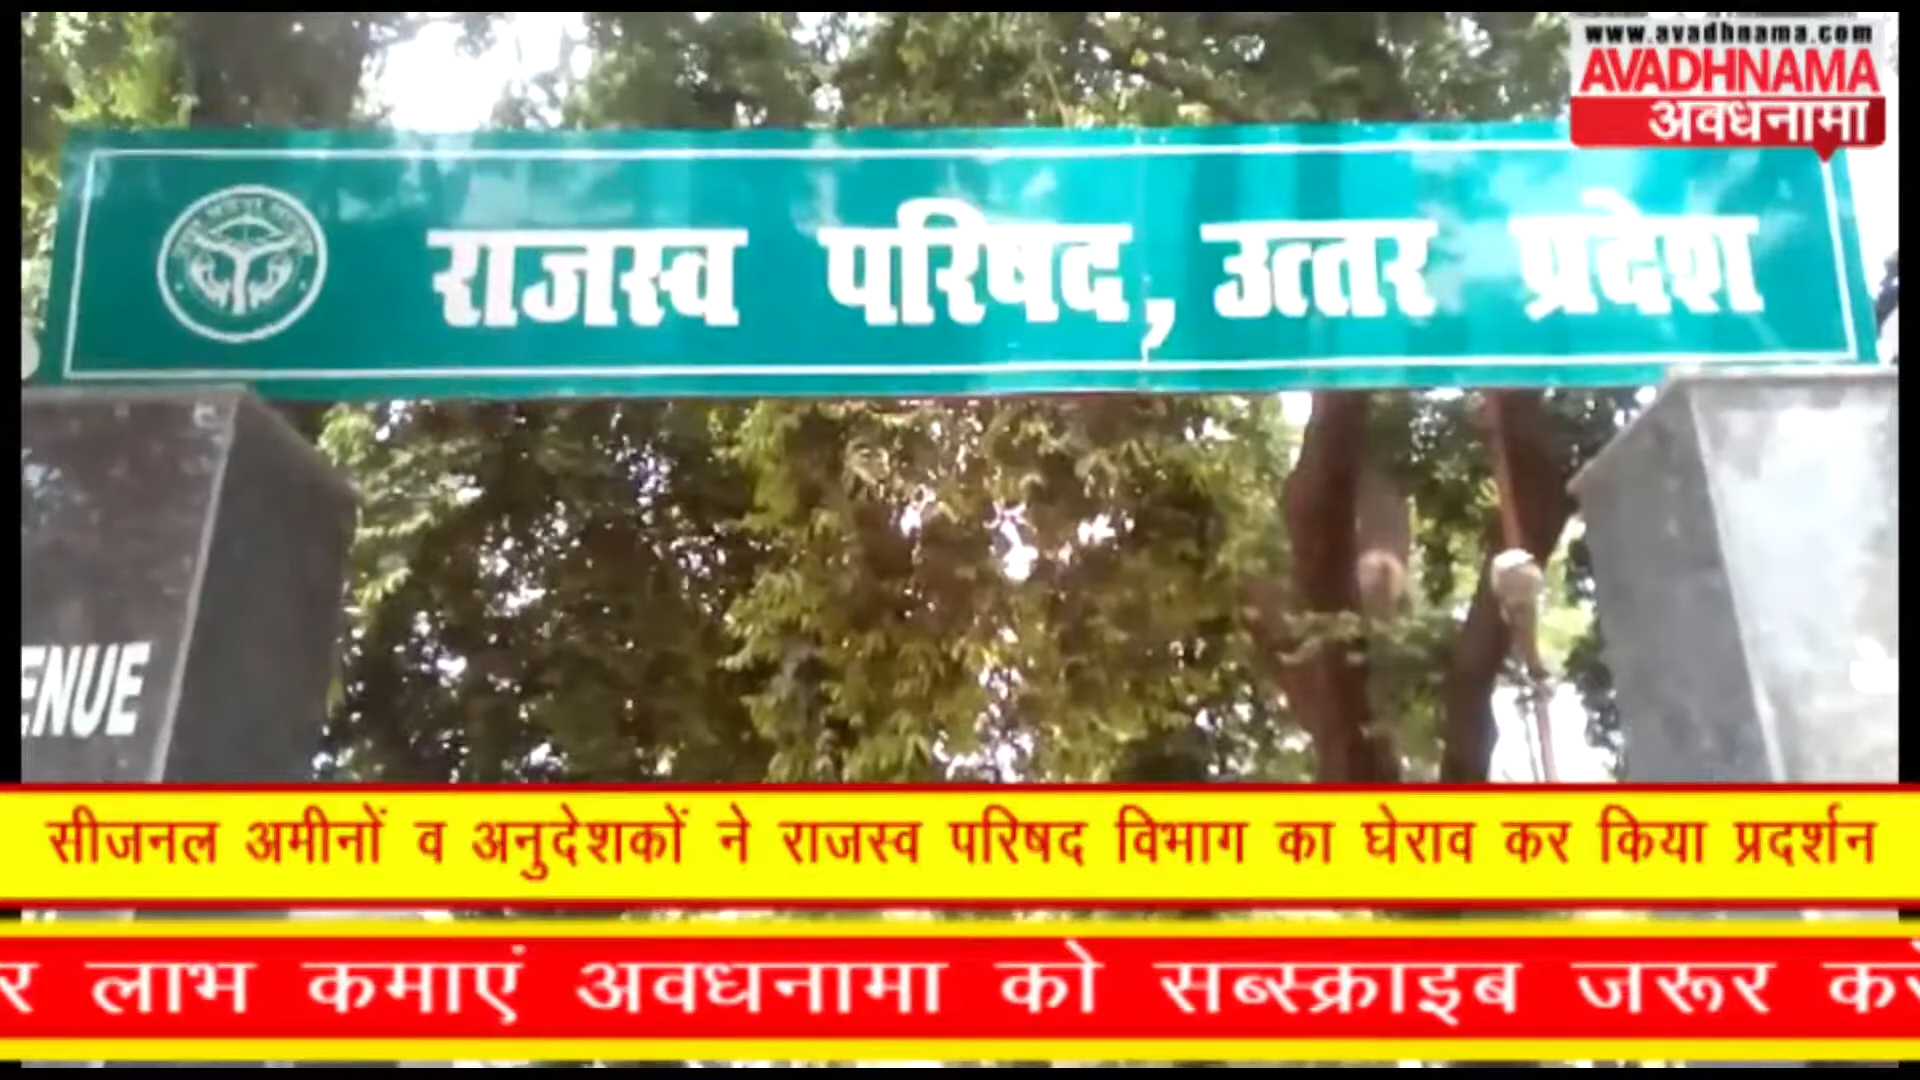 www.avadhnama.com
AVADHNAMA
अवधनामा
राजस्व परिषद, उत्तर प्रदेश
ENUE
सीजनल अमीनों व अनुदेशकों ने राजस्व परिषद विभाग का घेराव कर किया प्रदर्शन
र लाभ कमाएं अवधनामा को सब्स्क्राइब जरूर करें